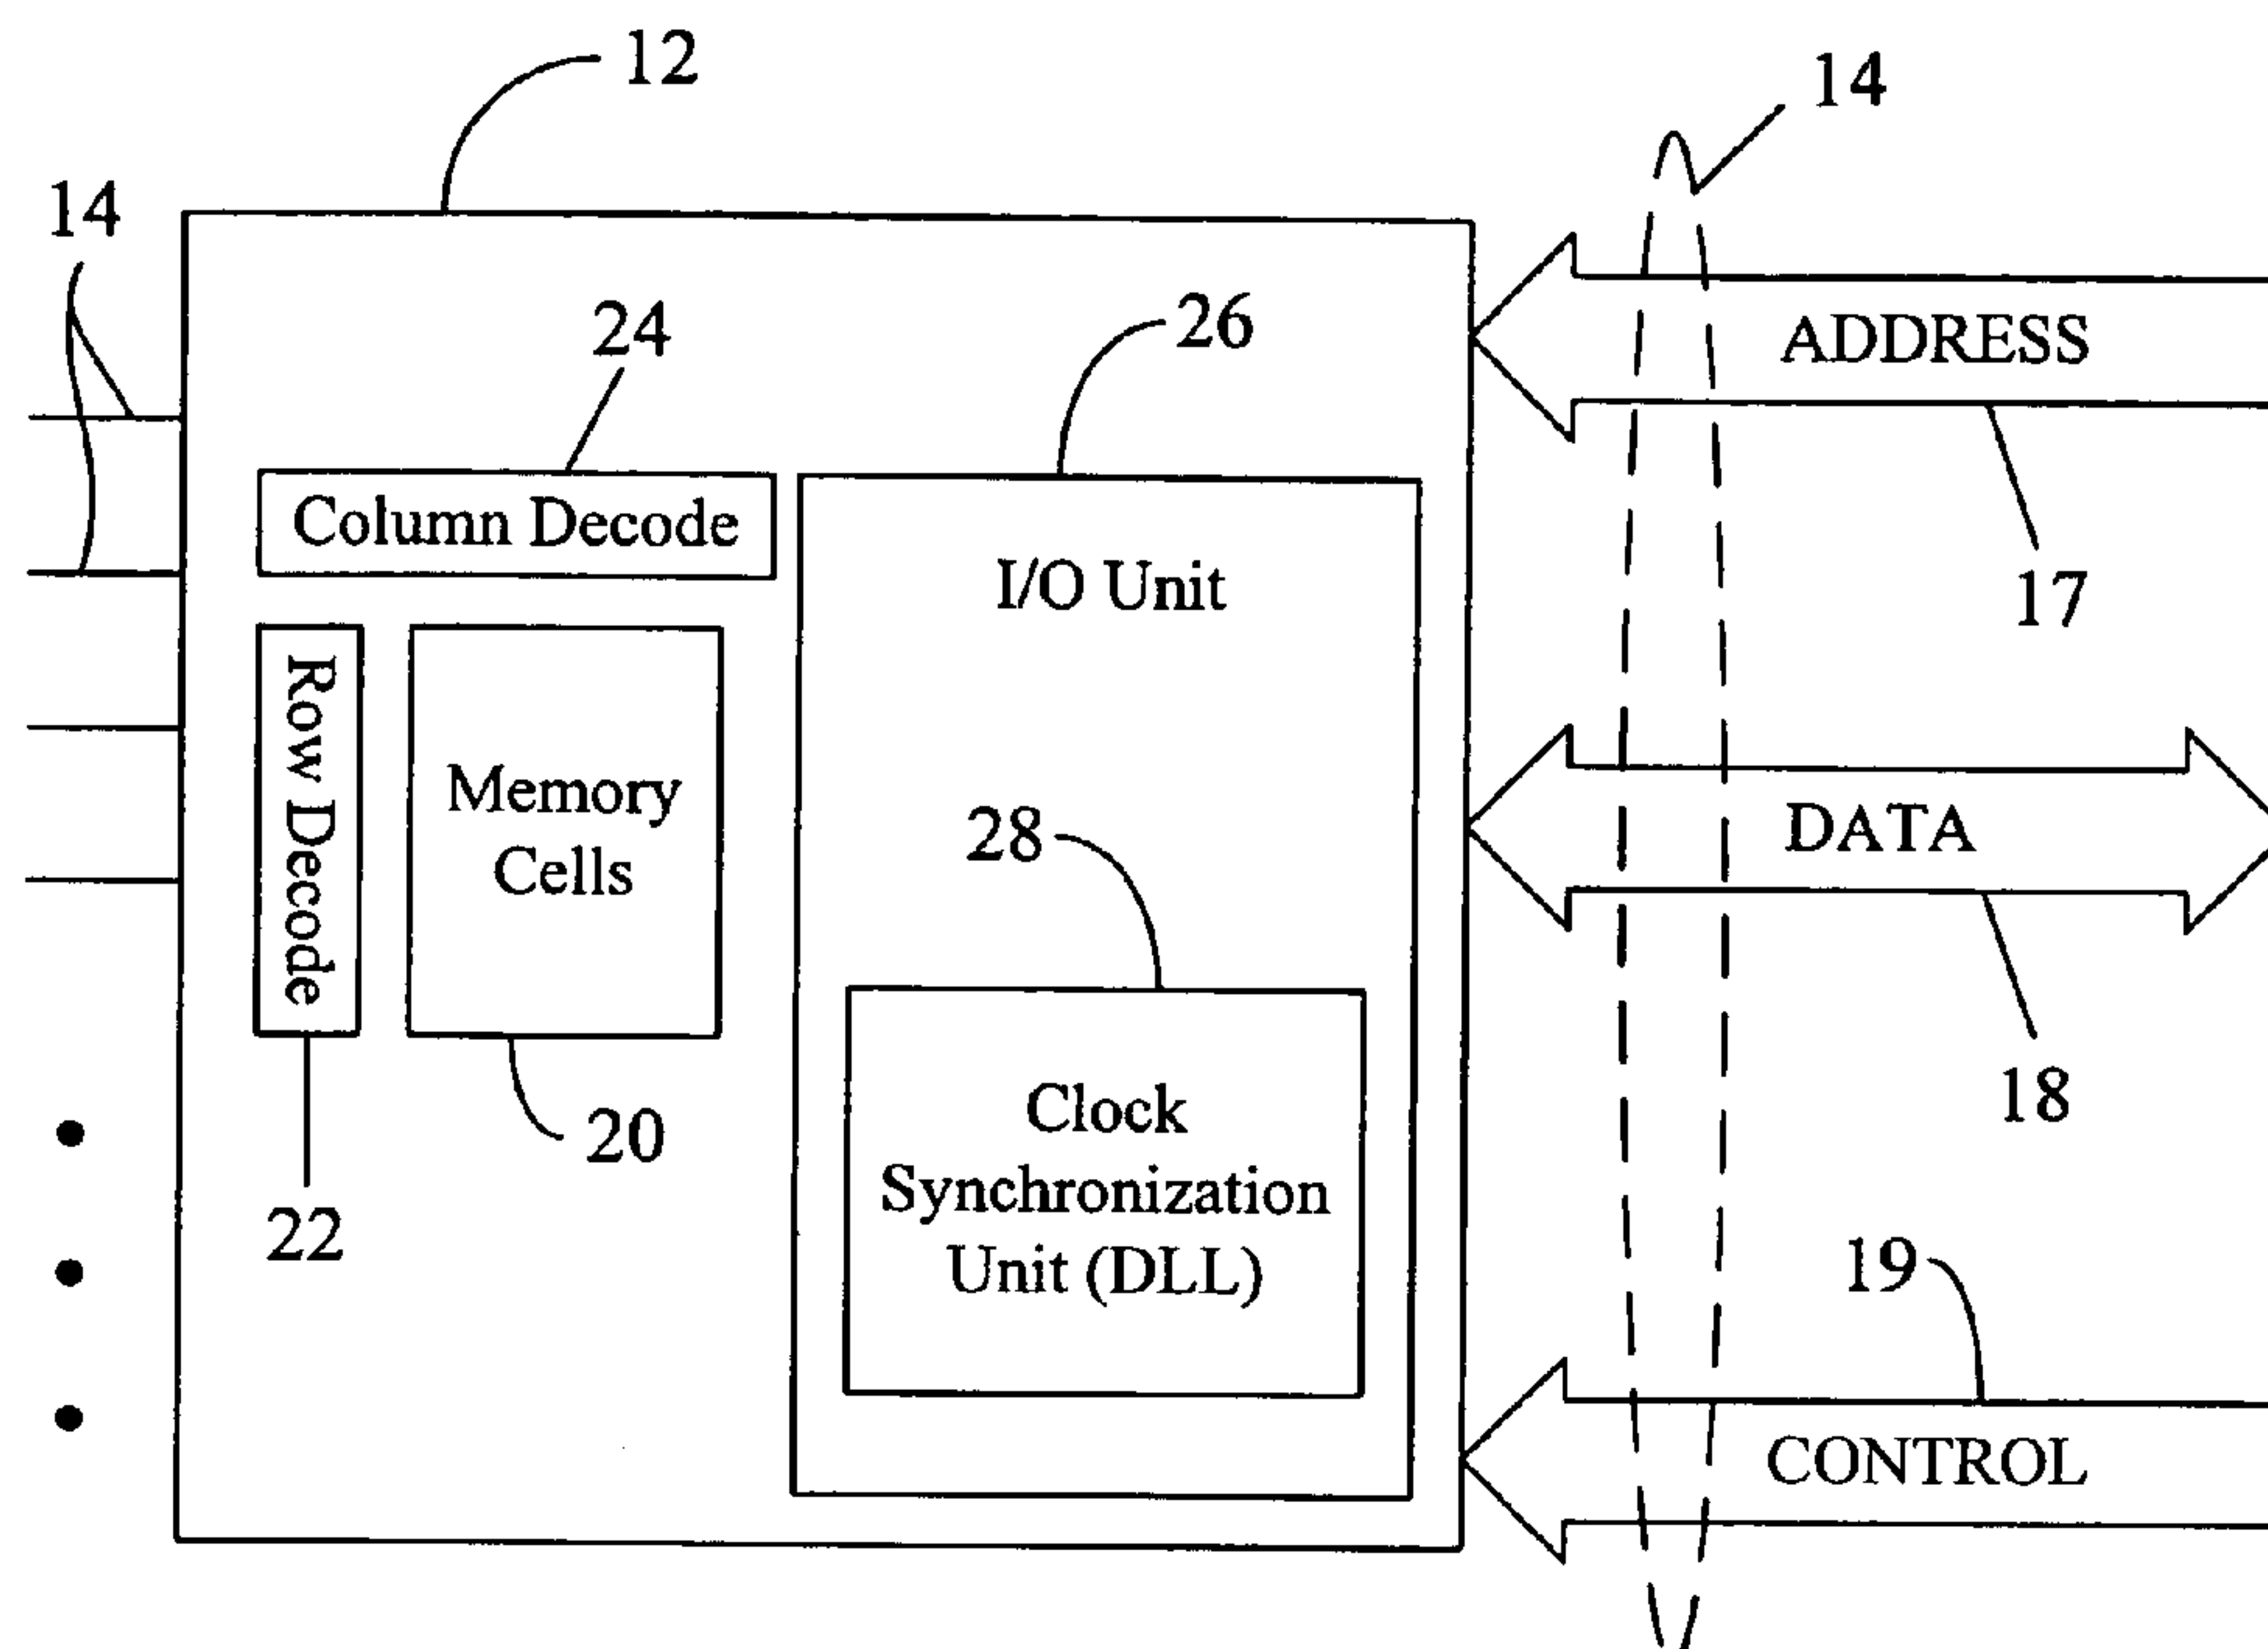 12
14
14
24
26
ADDRESS
Column Decode
I/O Unit
17
Row Decode
Memory
Cells
28
DATA
Clock
Synchronization
Unit (DLL)
18
20
22
19
CONTROL